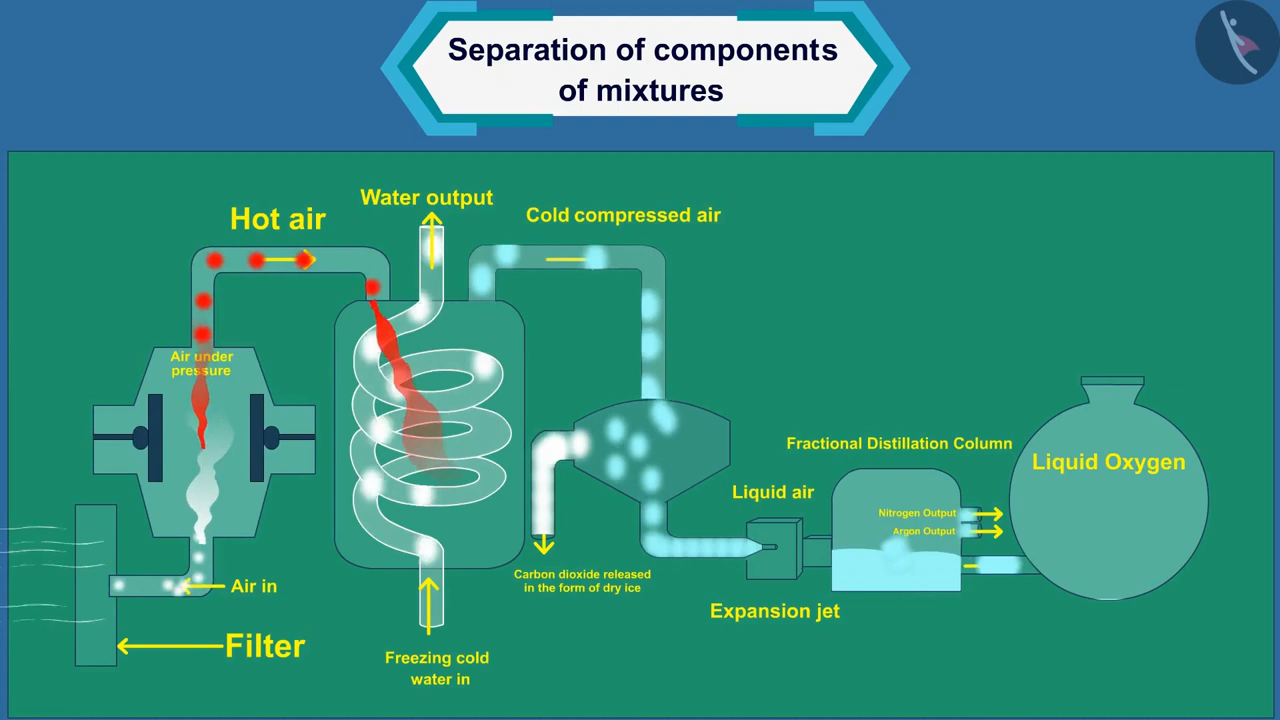 Separation of components
of mixtures
Water output
Hot air
Cold compressed air
Air under
pressure
Fractional Distillation Column
Liquid Oxygen
Liquid air
Nitrogen Output
Argon Output
Carbon dioxide released
in the form of dry ice
Air in
Expansion jet
Filter
Freezing cold
water in